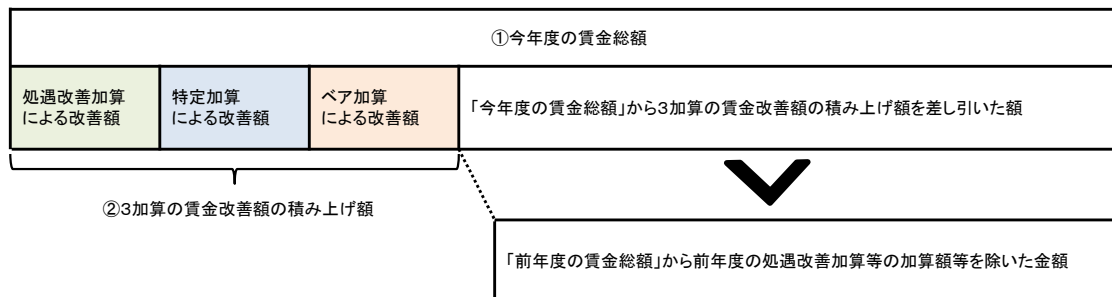 ①今年度の賃金総額
処遇改善加算
による改善額
特定加算
による改善額
ベア加算
による改善額
「今年度の賃金総額」から3加算の賃金改善額の積み上げ額を差し引いた額
②3加算の賃金改善額の積み上げ額
「前年度の賃金総額」から前年度の処遇改善加算等の加算額等を除いた金額